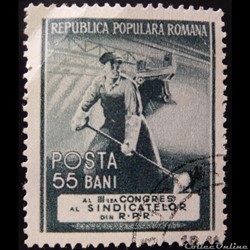 REPUBLICA POPULARA ROMANA
POSTA
55 BANI
AL III-LEA CONGRES
AL SINDICATELOR
DIN R·P·R·